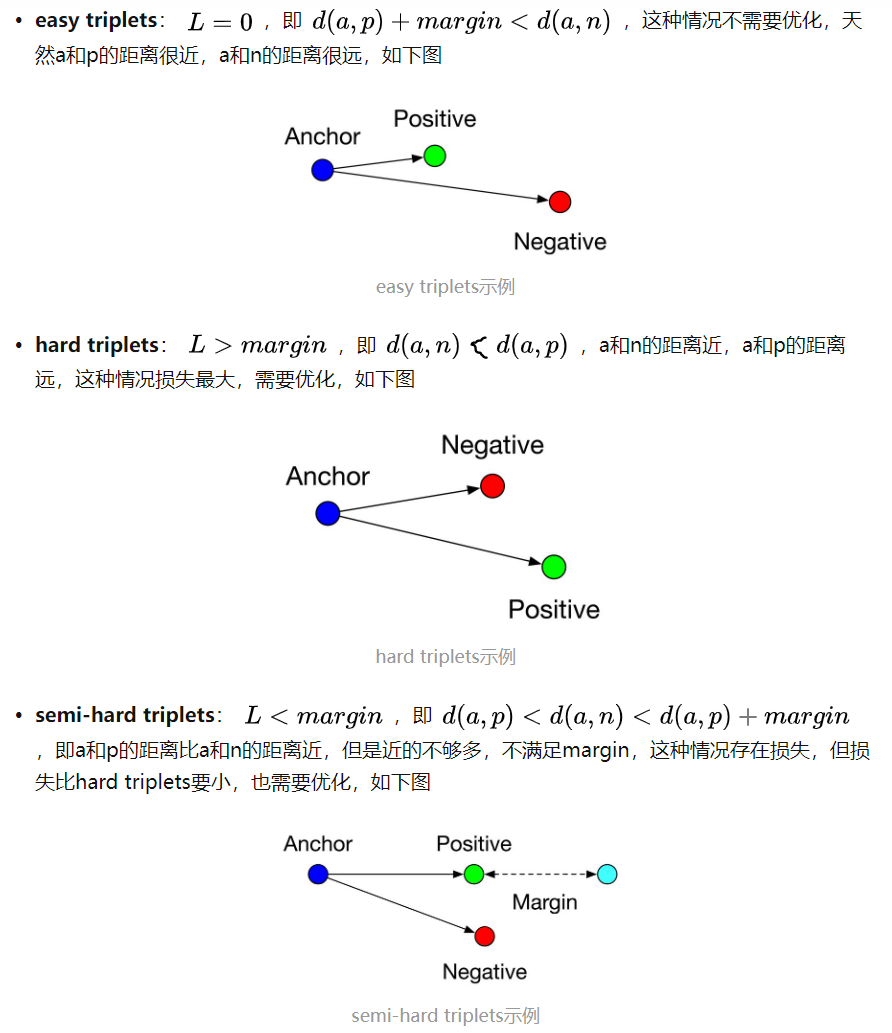 • easy triplets： L = 0 ，即 d(a, p) + margin < d(a, n) ，这种情况不需要优化，天
然a和p的距离很近，a和n的距离很远，如下图
Positive
Anchor
Negative
easy triplets示例
• hard triplets： L > margin ，即 d(a, n) < d(a, p) ，a和n的距离近，a和p的距离
远，这种情况损失最大，需要优化，如下图
Negative
Anchor
Positive
hard triplets示例
• semi-hard triplets： L < margin ，即 d(a, p) < d(a, n) < d(a, p) + margin
，即a和p的距离比a和n的距离近，但是近的不够多，不满足margin，这种情况存在损失，但损
失比hard triplets要小，也需要优化，如下图
Anchor Positive
Margin
Negative
semi-hard triplets示例